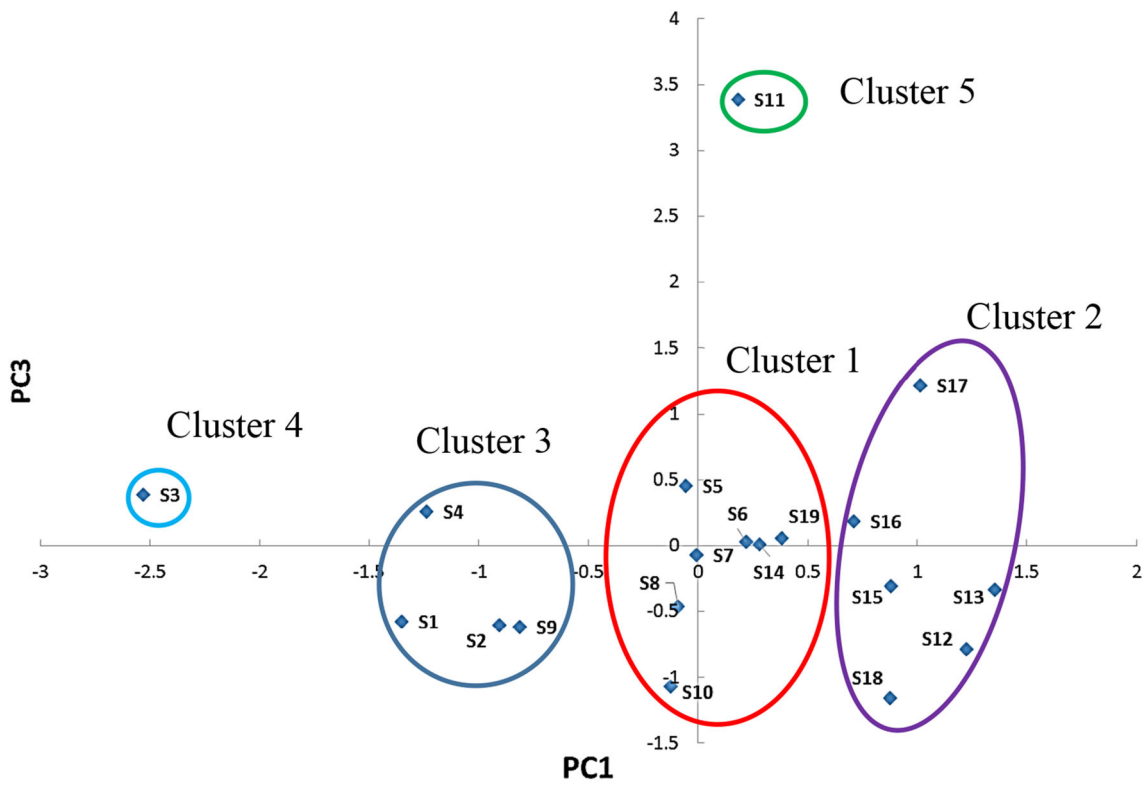 4
S11
Cluster 5
3.5
3
2.5
2
Cluster 2
1.5
Cluster 1
PC3
S17
Cluster 4
1
Cluster 3
S3
S5
0.5
S4
S6
S19
S16
0
S7
-3
-2.5
-2
-1.5
-1
-0.5
0
S14
0.5
1
1.5
2
S8
S15
S13
-0.5
S1
S2
S9
S12
S18
-1
S10
-1.5
PC1